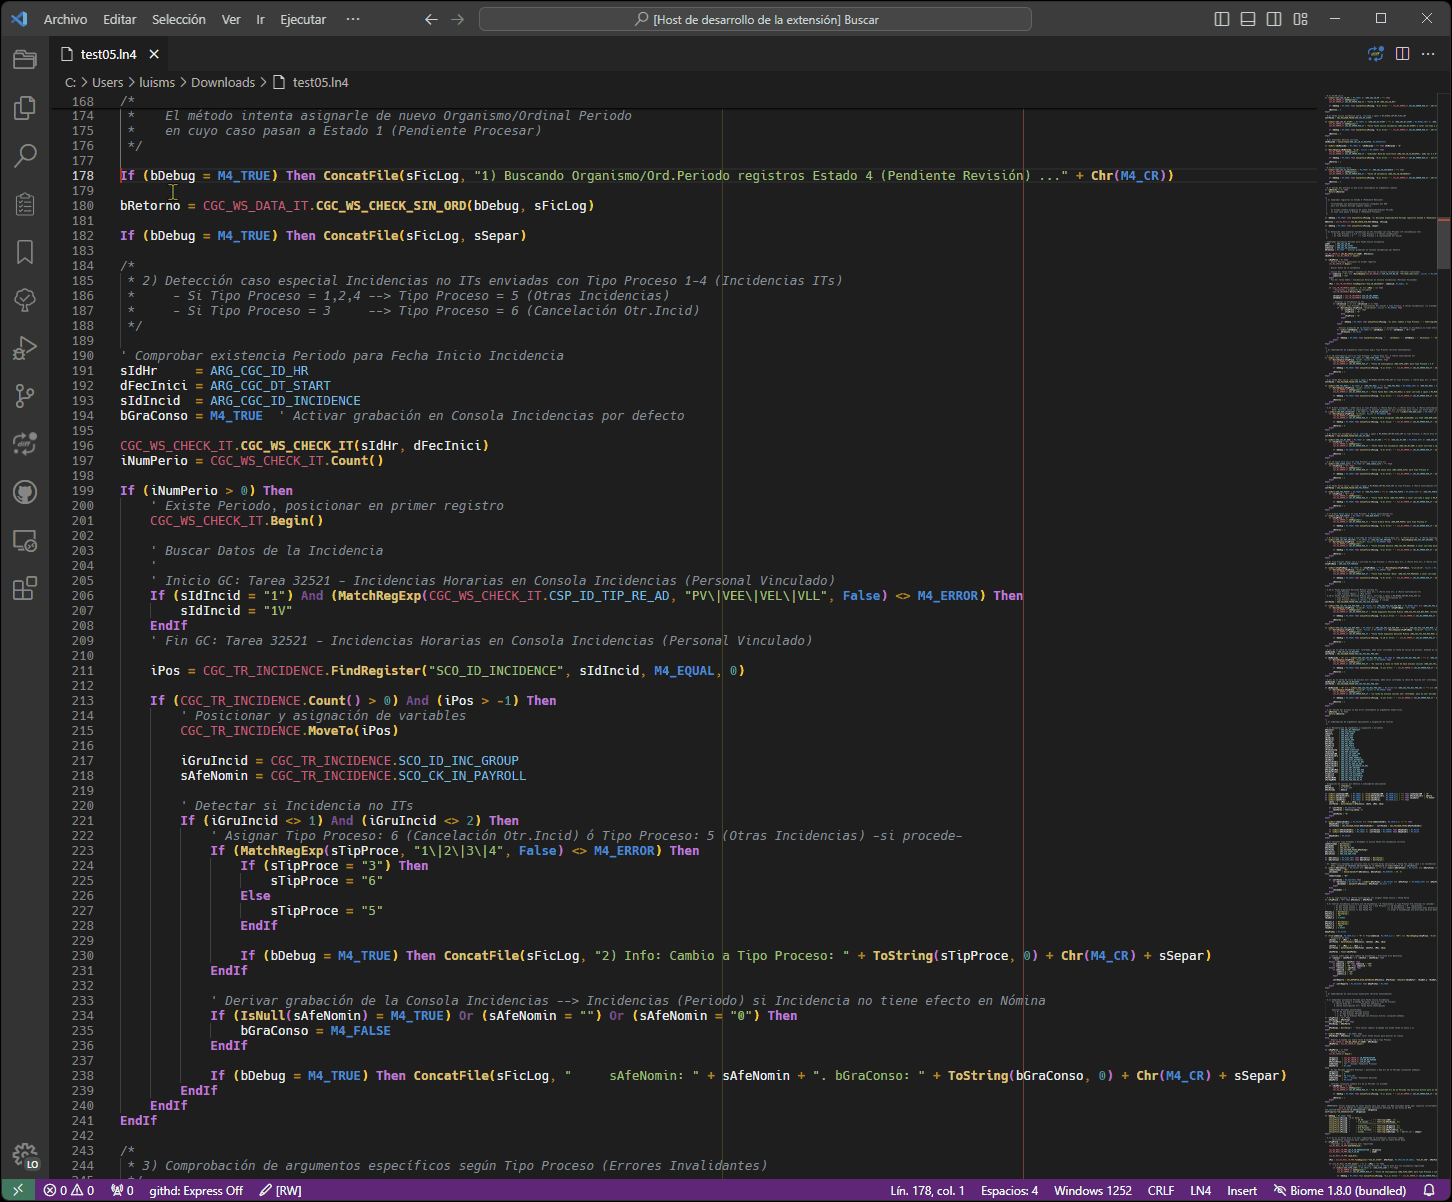 Archivo Editar Selección Ver Ir Ejecutar ··· [Host de desarrollo de la extensión] Buscar
test05.ln4
C: > Users > luisms > Downloads > test05.ln4
168 /*
174  *    El método intenta asignarle de nuevo Organismo/Ordinal Periodo
175  *    en cuyo caso pasan a Estado 1 (Pendiente Procesar)
176  */
177
178 If (bDebug = M4_TRUE) Then ConcatFile(sFicLog, "1) Buscando Organismo/Ord.Periodo registros Estado 4 (Pendiente Revisión) ..." + Chr(M4_CR))
179
180 bRetorno = CGC_WS_DATA_IT.CGC_WS_CHECK_SIN_ORD(bDebug, sFicLog)
181
182 If (bDebug = M4_TRUE) Then ConcatFile(sFicLog, sSepar)
183
184 /*
185  * 2) Detección caso especial Incidencias no ITs enviadas con Tipo Proceso 1-4 (Incidencias ITs)
186  *     - Si Tipo Proceso = 1,2,4 --> Tipo Proceso = 5 (Otras Incidencias)
187  *     - Si Tipo Proceso = 3     --> Tipo Proceso = 6 (Cancelación Otr.Incid)
188  */
189
190 ' Comprobar existencia Periodo para Fecha Inicio Incidencia
191 sIdHr     = ARG_CGC_ID_HR
192 dFecInici = ARG_CGC_DT_START
193 sIdIncid  = ARG_CGC_ID_INCIDENCE
194 bGraConso = M4_TRUE  ' Activar grabación en Consola Incidencias por defecto
195
196 CGC_WS_CHECK_IT.CGC_WS_CHECK_IT(sIdHr, dFecInici)
197 iNumPerio = CGC_WS_CHECK_IT.Count()
198
199 If (iNumPerio > 0) Then
200     ' Existe Periodo, posicionar en primer registro
201     CGC_WS_CHECK_IT.Begin()
202
203     ' Buscar Datos de la Incidencia
204     '
205     ' Inicio GC: Tarea 32521 - Incidencias Horarias en Consola Incidencias (Personal Vinculado)
206     If (sIdIncid = "1") And (MatchRegExp(CGC_WS_CHECK_IT.CSP_ID_TIP_RE_AD, "PV\|VEE\|VEL\|VLL", False) <> M4_ERROR) Then
207         sIdIncid = "1V"
208     EndIf
209     ' Fin GC: Tarea 32521 - Incidencias Horarias en Consola Incidencias (Personal Vinculado)
210
211     iPos = CGC_TR_INCIDENCE.FindRegister("SCO_ID_INCIDENCE", sIdIncid, M4_EQUAL, 0)
212
213     If (CGC_TR_INCIDENCE.Count() > 0) And (iPos > -1) Then
214         ' Posicionar y asignación de variables
215         CGC_TR_INCIDENCE.MoveTo(iPos)
216
217         iGruIncid = CGC_TR_INCIDENCE.SCO_ID_INC_GROUP
218         sAfeNomin = CGC_TR_INCIDENCE.SCO_CK_IN_PAYROLL
219
220         ' Detectar si Incidencia no ITs
221         If (iGruIncid <> 1) And (iGruIncid <> 2) Then
222             ' Asignar Tipo Proceso: 6 (Cancelación Otr.Incid) ó Tipo Proceso: 5 (Otras Incidencias) -si procede-
223             If (MatchRegExp(sTipProce, "1\|2\|3\|4", False) <> M4_ERROR) Then
224                 If (sTipProce = "3") Then
225                     sTipProce = "6"
226                 Else
227                     sTipProce = "5"
228                 EndIf
229
230                 If (bDebug = M4_TRUE) Then ConcatFile(sFicLog, "2) Info: Cambio a Tipo Proceso: " + ToString(sTipProce, 0) + Chr(M4_CR) + sSepar)
231             EndIf
232
233             ' Derivar grabación de la Consola Incidencias --> Incidencias (Periodo) si Incidencia no tiene efecto en Nómina
234             If (IsNull(sAfeNomin) = M4_TRUE) Or (sAfeNomin = "") Or (sAfeNomin = "0") Then
235                 bGraConso = M4_FALSE
236             EndIf
237
238             If (bDebug = M4_TRUE) Then ConcatFile(sFicLog, "     sAfeNomin: " + sAfeNomin + ". bGraConso: " + ToString(bGraConso, 0) + Chr(M4_CR) + sSepar)
239         EndIf
240     EndIf
241 EndIf
242
243 /*
244  * 3) Comprobación de argumentos específicos según Tipo Proceso (Errores Invalidantes)
LO
0 0 0 githd: Express Off [RW] Lín. 178, col. 1 Espacios: 4 Windows 1252 CRLF LN4 Insert Biome 1.8.0 (bundled)